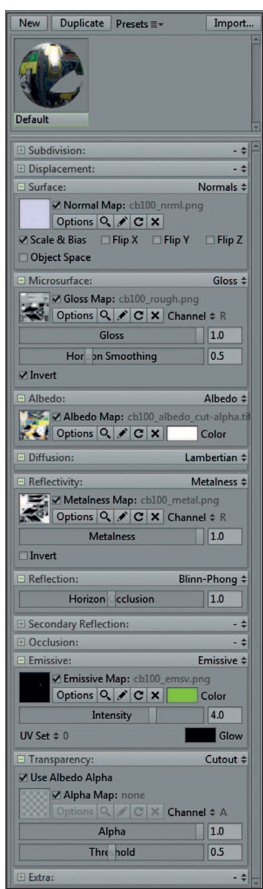 New Duplicate Presets Import...
Default
Subdivision: -
Displacement: -
Surface: Normals
Normal Map: cb100_nrml.png
Options
Scale & Bias Flip X Flip Y Flip Z
Object Space
Microsurface: Gloss
Gloss Map: cb100_rough.png
Options Channel R
Gloss 1.0
Horizon Smoothing 0.5
Invert
Albedo: Albedo
Albedo Map: cb100_albedo_cut-alpha.tif
Options Color
Diffusion: Lambertian
Reflectivity: Metalness
Metalness Map: cb100_metal.png
Options Channel R
Metalness 1.0
Invert
Reflection: Blinn-Phong
Horizon Occlusion 1.0
Secondary Reflection: -
Occlusion: -
Emissive: Emissive
Emissive Map: cb100_emsv.png
Options Color
Intensity 4.0
UV Set 0 Glow
Transparency: Cutout
Use Albedo Alpha
Alpha Map: none
Options Channel A
Alpha 1.0
Threshold 0.5
Extra: -